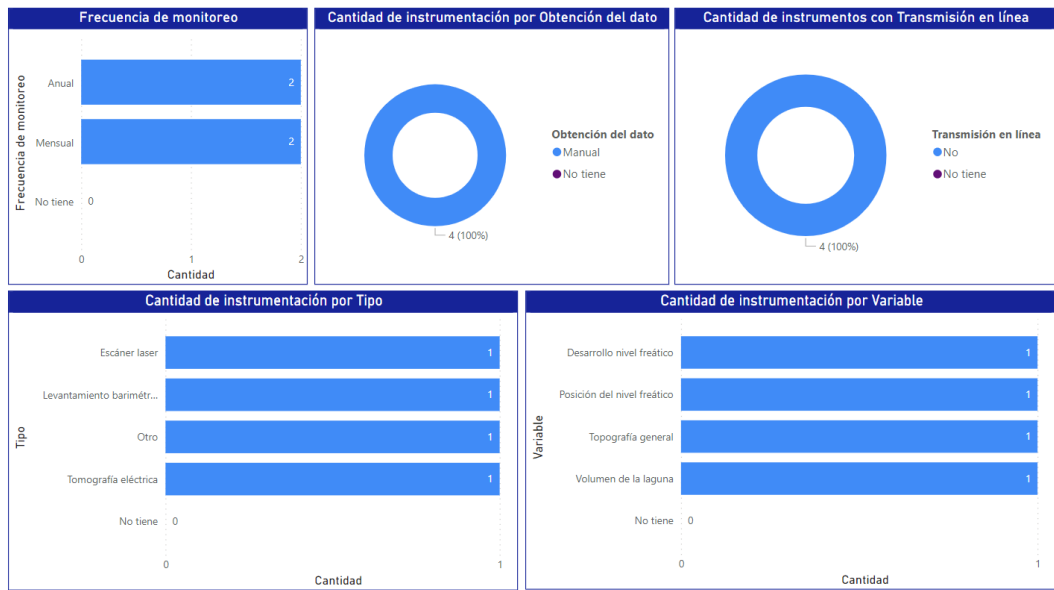 Frecuencia de monitoreo
Frecuencia de monitoreo
Anual
2
Mensual
2
No tiene
0
0
1
2
Cantidad
Cantidad de instrumentación por Obtención del dato
Obtención del dato
Manual
No tiene
4 (100%)
Cantidad de instrumentos con Transmisión en línea
Transmisión en línea
No
No tiene
4 (100%)
Cantidad de instrumentación por Tipo
Tipo
Escáner laser
1
Levantamiento barimétr...
1
Otro
1
Tomografía eléctrica
1
No tiene
0
0
1
Cantidad
Cantidad de instrumentación por Variable
Variable
Desarrollo nivel freático
1
Posición del nivel freático
1
Topografía general
1
Volumen de la laguna
1
No tiene
0
0
1
Cantidad